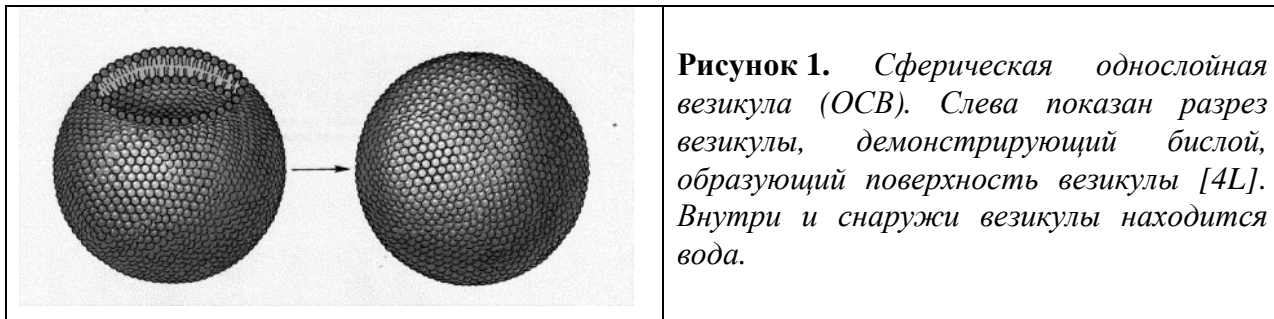 Рисунок 1. Сферическая однослойная
везикула (ОСВ). Слева показан разрез
везикулы, демонстрирующий бислой,
образующий поверхность везикулы [4L].
Внутри и снаружи везикулы находится
вода.